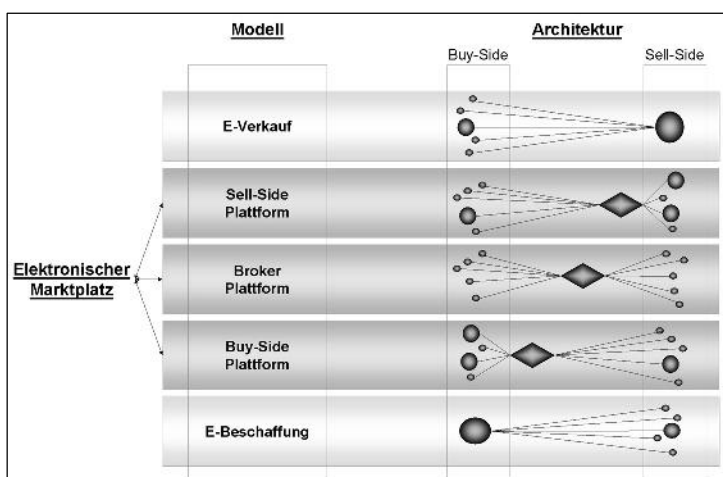 Modell
Architektur
Buy-Side
Sell-Side
E-Verkauf
Sell-Side
Plattform
Elektronischer
Marktplatz
Broker
Plattform
Buy-Side
Plattform
E-Beschaffung